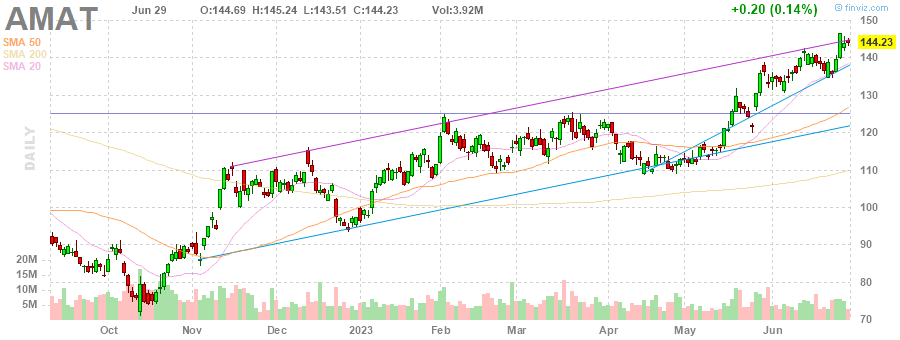 AMAT Jun 29 O:144.69 H:145.24 L:143.51 C:144.23 Vol:3.92M +0.20 (0.14%) © finviz.com
SMA 50
SMA 200
SMA 20
DAILY
150
144.23
140
130
120
110
100
90
80
70
20M
15M
10M
5M
Oct Nov Dec 2023 Feb Mar Apr May Jun